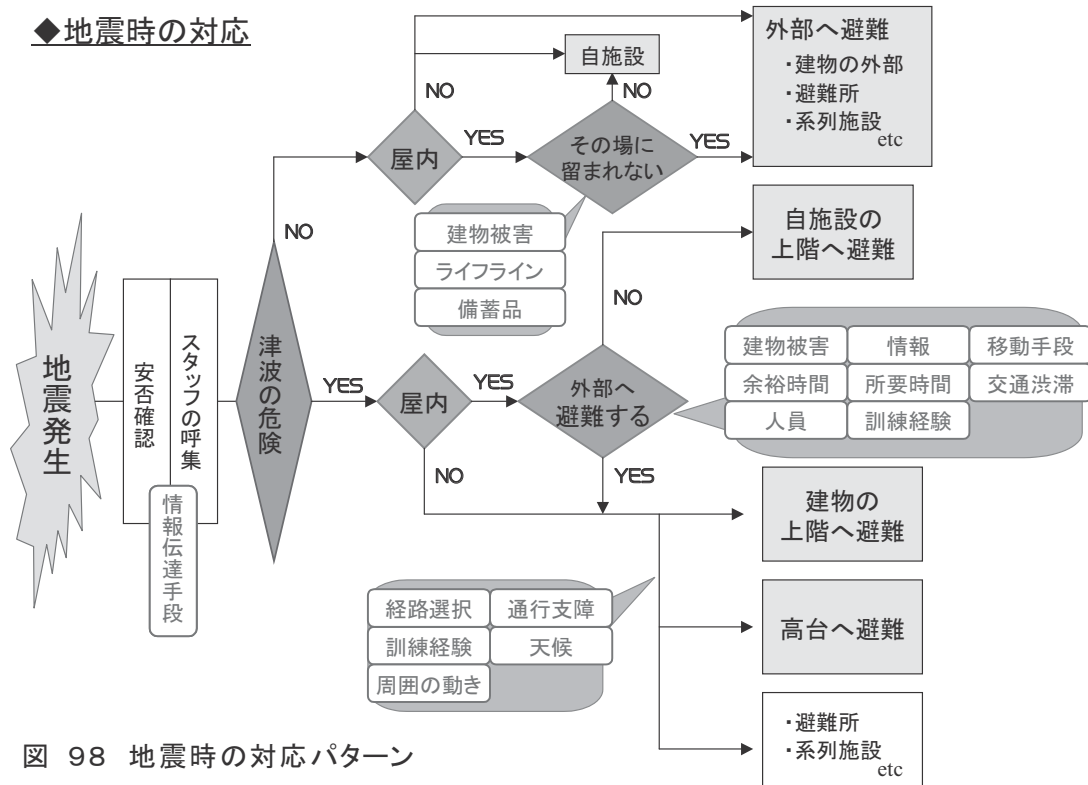 ◆地震時の対応
地震発生
安否確認
スタッフの呼集
情報伝達手段
津波の危険
NO
屋内
NO
YES
自施設
NO
その場に
留まれない
YES
建物被害
ライフライン
備蓄品
外部へ避難
・建物の外部
・避難所
・系列施設
etc
YES
屋内
YES
NO
外部へ
避難する
NO
YES
自施設の
上階へ避難
建物被害 情報 移動手段
余裕時間 所要時間 交通渋滞
人員 訓練経験
建物の
上階へ避難
経路選択 通行支障
訓練経験 天候
周囲の動き
高台へ避難
・避難所
・系列施設
etc
図 98 地震時の対応パターン